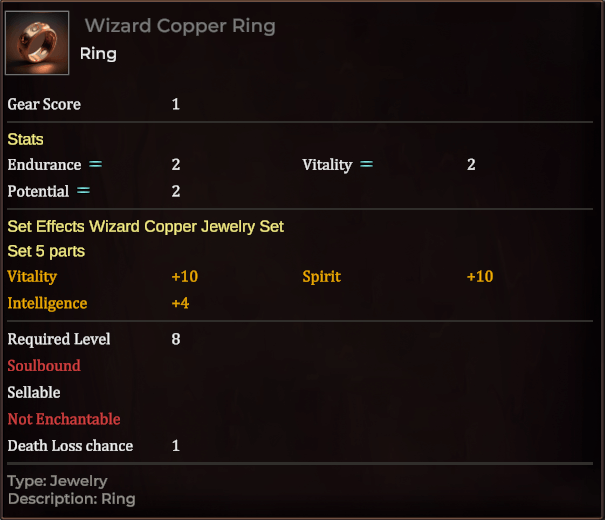 Wizard Copper Ring
Ring
Gear Score 1
Stats
Endurance = 2 Vitality = 2
Potential = 2
Set Effects Wizard Copper Jewelry Set
Set 5 parts
Vitality +10 Spirit +10
Intelligence +4
Required Level 8
Soulbound
Sellable
Not Enchantable
Death Loss chance 1
Type: Jewelry
Description: Ring